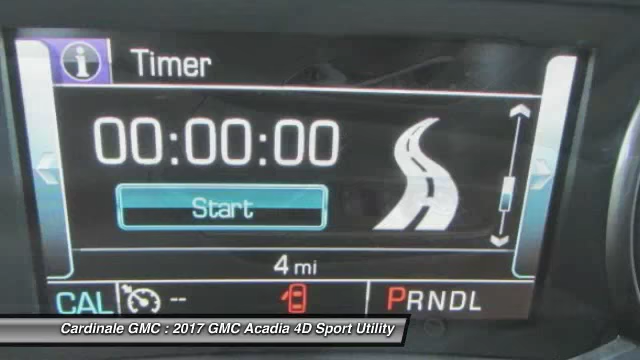 i Timer
00:00:00
Start
4 mi
CAL -- PRNDL
Cardinale GMC : 2017 GMC Acadia 4D Sport Utility